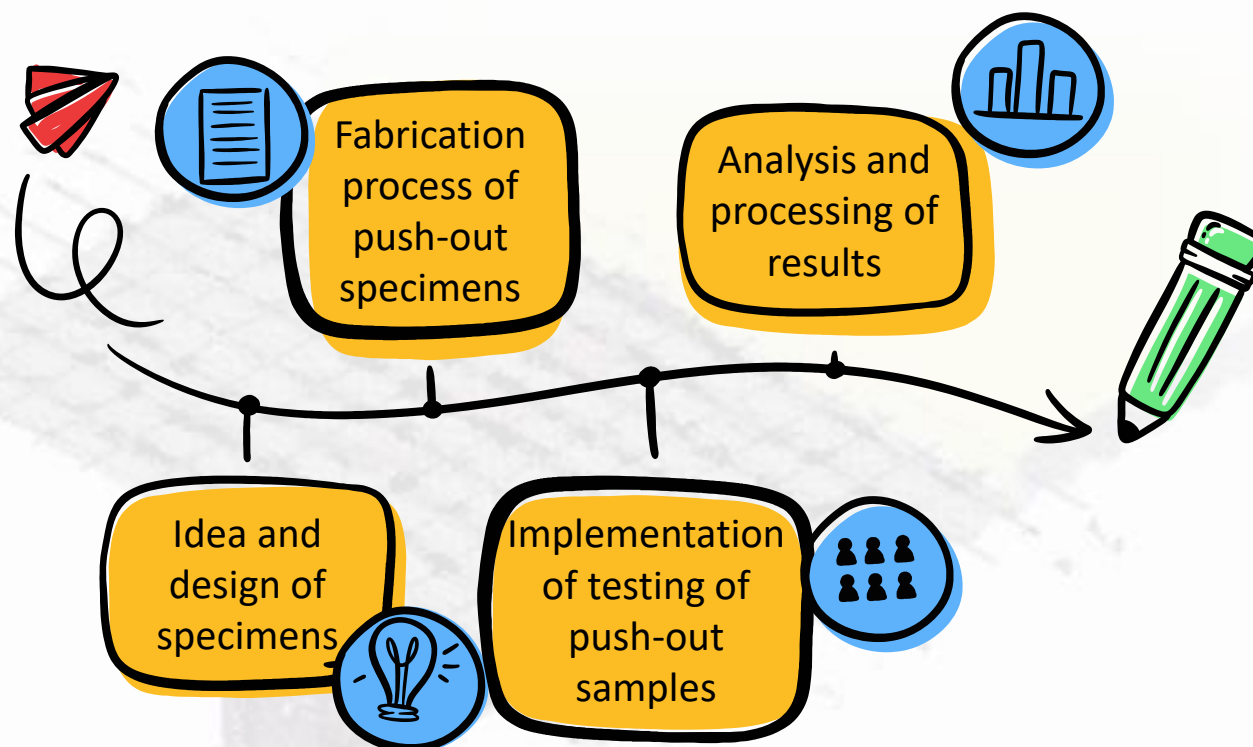 Fabrication
process of
push-out
specimens
Analysis and
processing of
results
Idea and
design of
specimens
Implementation
of testing of
push-out
samples